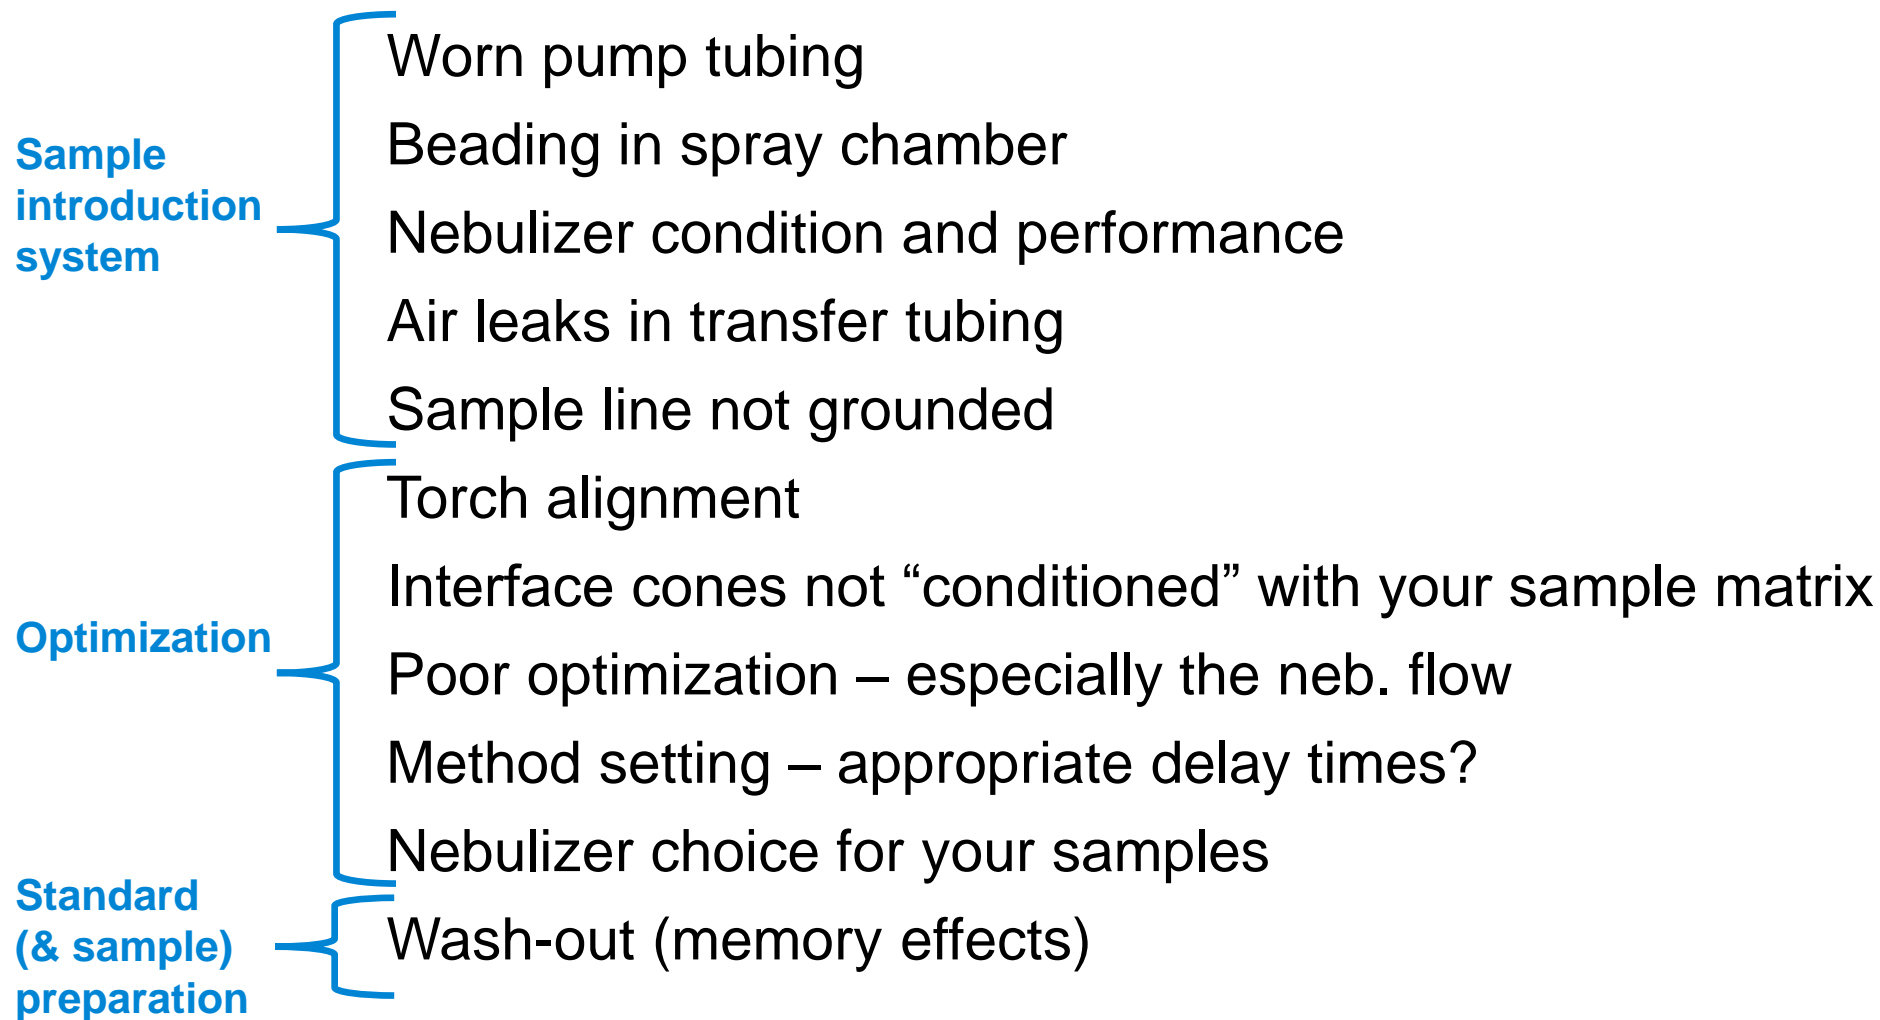 Sample
introduction
system
Worn pump tubing
Beading in spray chamber
Nebulizer condition and performance
Air leaks in transfer tubing
Sample line not grounded
Optimization
Torch alignment
Interface cones not “conditioned” with your sample matrix
Poor optimization – especially the neb. flow
Method setting – appropriate delay times?
Nebulizer choice for your samples
Standard
(& sample)
preparation
Wash-out (memory effects)